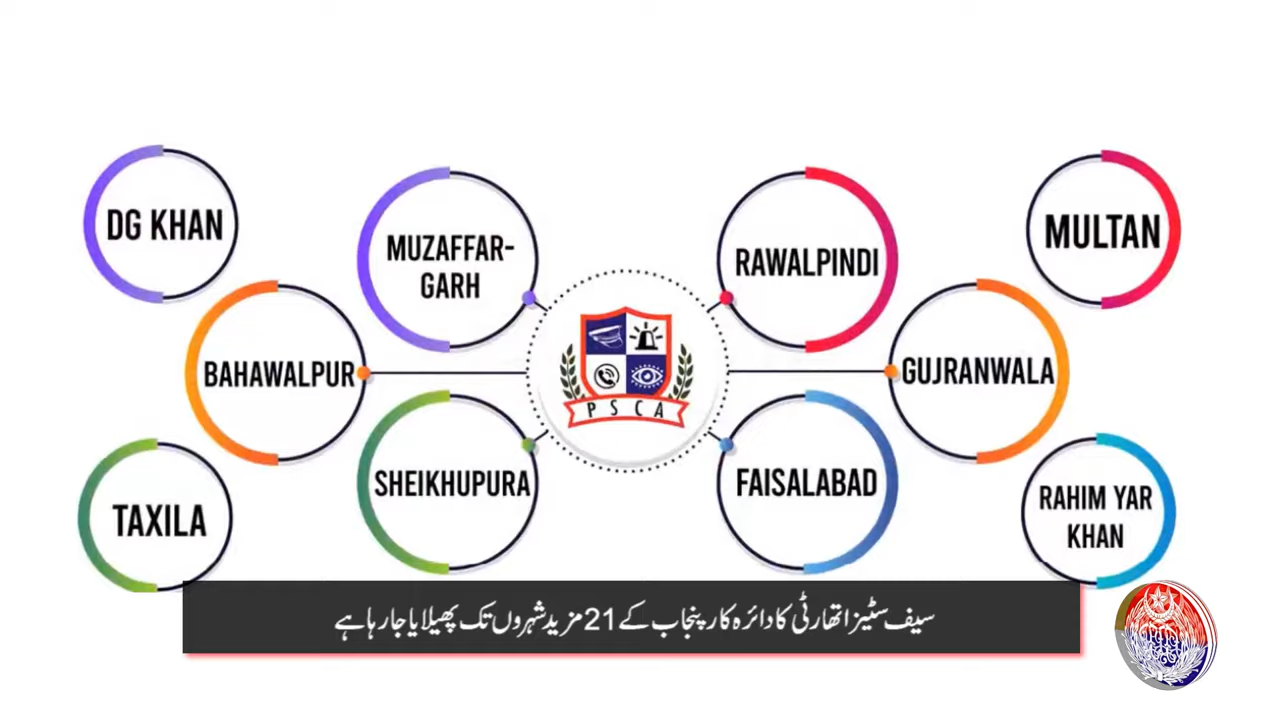 DG KHAN
MUZAFFAR-
GARH
RAWALPINDI
MULTAN
BAHAWALPUR
GUJRANWALA
PSCA
SHEIKHUPURA
FAISALABAD
TAXILA
RAHIM YAR
KHAN
سیف سٹیز اتھارٹی کا دائرہ کار پنجاب کے 21 مزید شہروں تک پھیلایا جا رہا ہے